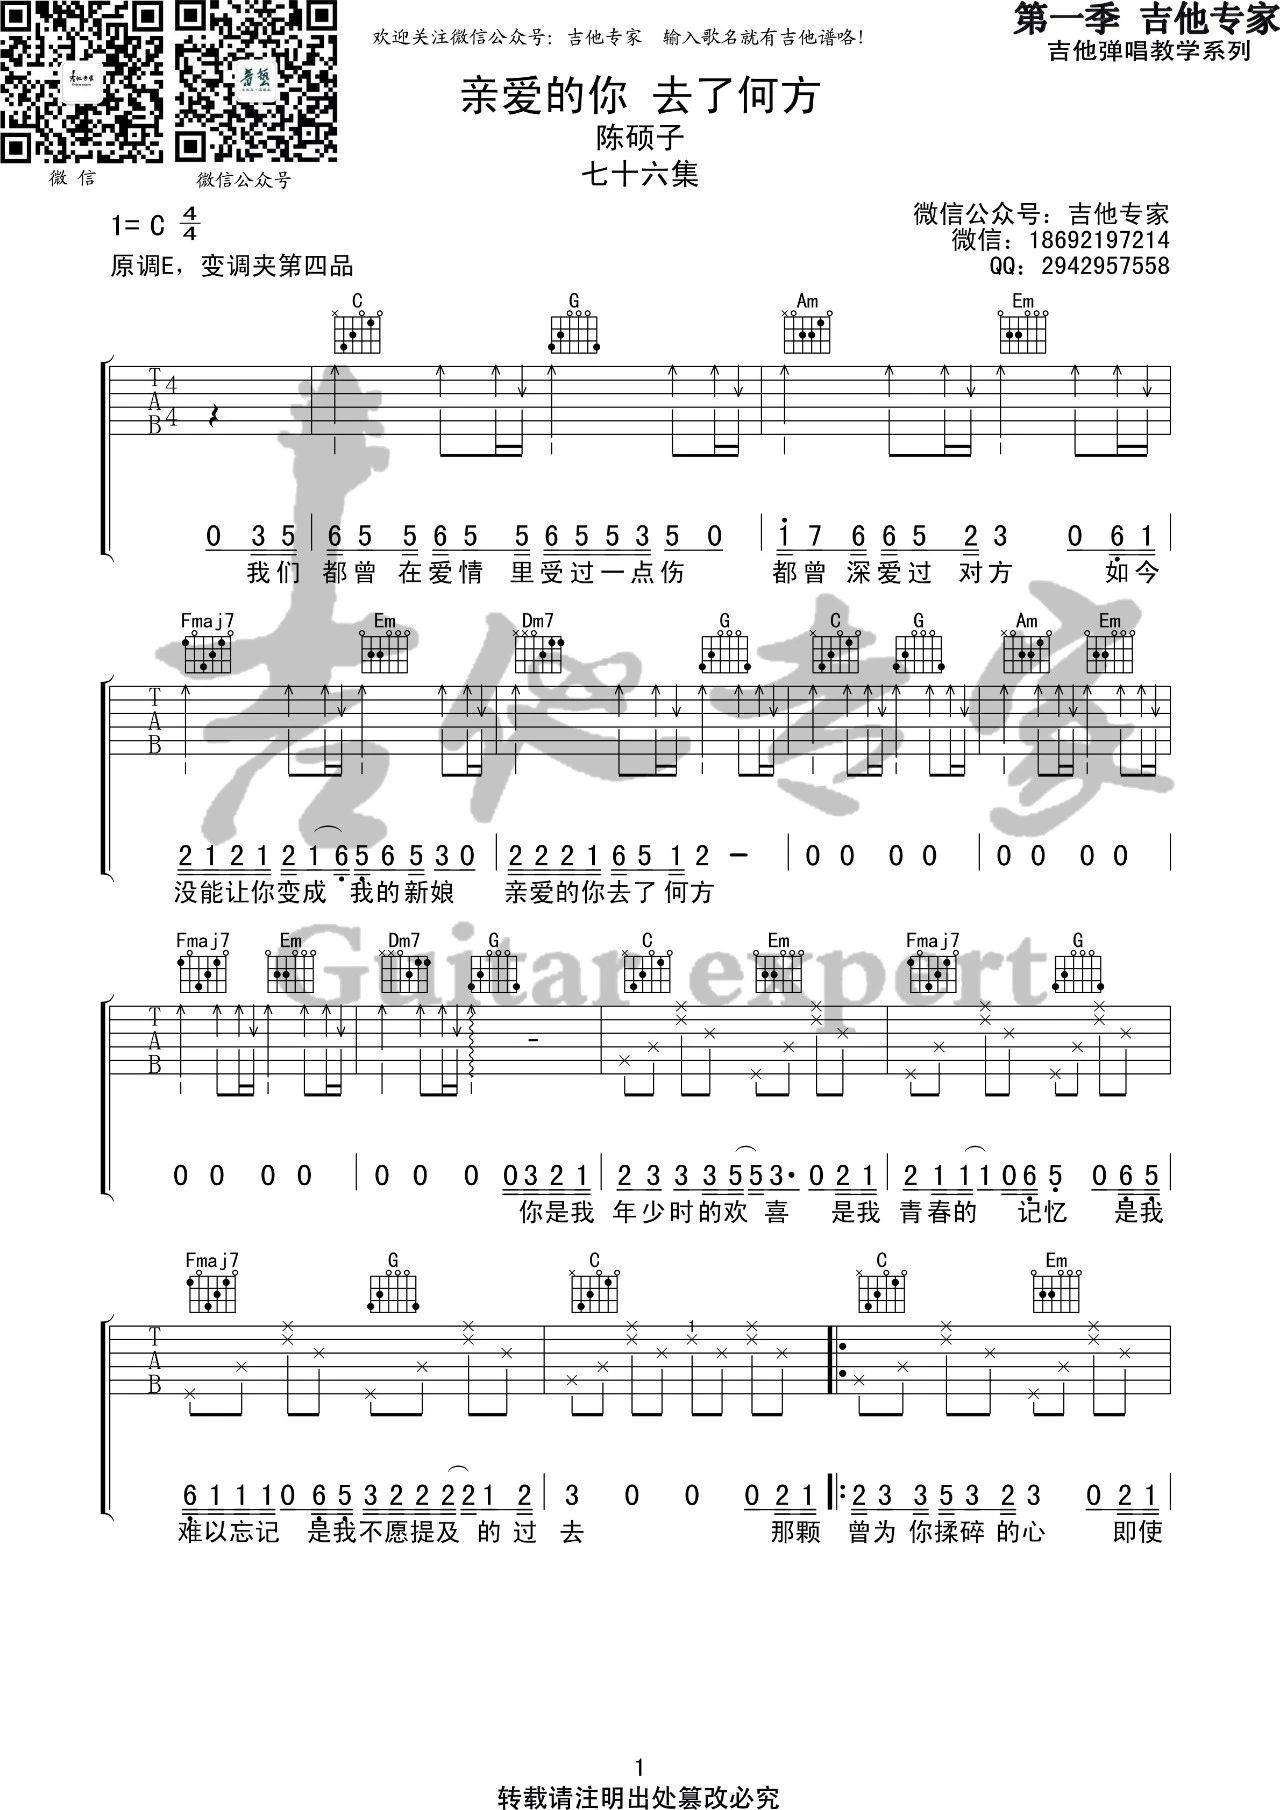 欢迎关注微信公众号：吉他专家　输入歌名就有吉他谱咯！
第一季 吉他专家
吉他弹唱教学系列
微 信
微信公众号
亲爱的你 去了何方
陈硕子
七十六集
1= C 4/4
原调E，变调夹第四品
微信公众号：吉他专家
微信：18692197214
QQ：2942957558
C G Am Em
T A B 4 4
0 3 5 | 6 5 5 6 5 5 6 5 5 3 5 0 | 1 7 6 6 5 2 3 0 6 1
我们 都曾 在爱情 里受过一点伤 都曾 深爱过 对方 如今
Fmaj7 Em Dm7 G C G Am Em
T A B
2 1 2 1 2 1 6 5 6 5 3 0 | 2 2 2 1 6 5 1 2 - | 0 0 0 0 | 0 0 0 0
没能让你变成 我的新娘 亲爱的你去了 何方
Guitar expert
Fmaj7 Em Dm7 G C Em Fmaj7 G
T A B
0 0 0 0 | 0 0 0 0 3 2 1 | 2 3 3 3 5 5 3· 0 2 1 | 2 1 1 1 0 6 5 0 6 5
你是我 年少时的欢 喜 是我 青春的 记忆 是我
Fmaj7 G C C Em
T A B 1
6 1 1 1 0 6 5 3 2 2 2 2 1 2 | 3 0 0 0 2 1 |: 2 3 3 5 3 2 3 0 2 1
难以忘记 是我不愿提及 的过 去 那颗 曾为 你揉碎 的心 即使
1
转载请注明出处篡改必究
吉他专家